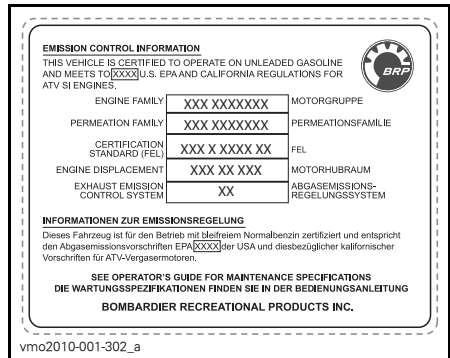 EMISSION CONTROL INFORMATION
THIS VEHICLE IS CERTIFIED TO OPERATE ON UNLEADED GASOLINE
AND MEETS TO XXXX U.S. EPA AND CALIFORNIA REGULATIONS FOR
ATV SI ENGINES.
BRP
ENGINE FAMILY XXX XXXXXXX MOTORGRUPPE
PERMEATION FAMILY XXX XXXXXXX PERMEATIONSFAMILIE
CERTIFICATION
STANDARD (FEL) XXX X XXXX XX FEL
ENGINE DISPLACEMENT XXX XX XXX MOTORHUBRAUM
EXHAUST EMISSION
CONTROL SYSTEM XX ABGASEMISSIONS-
REGELUNGSSYSTEM
INFORMATIONEN ZUR EMISSIONSREGELUNG
Dieses Fahrzeug ist für den Betrieb mit bleifreiem Normalbenzin zertifiziert und entspricht
den Abgasemissionsvorschriften EPA XXXX der USA und diesbezüglicher kalifornischer
Vorschriften für ATV-Vergasermotoren.
SEE OPERATOR'S GUIDE FOR MAINTENANCE SPECIFICATIONS
DIE WARTUNGSSPEZIFIKATIONEN FINDEN SIE IN DER BEDIENUNGSANLEITUNG
BOMBARDIER RECREATIONAL PRODUCTS INC.
vmo2010-001-302_a